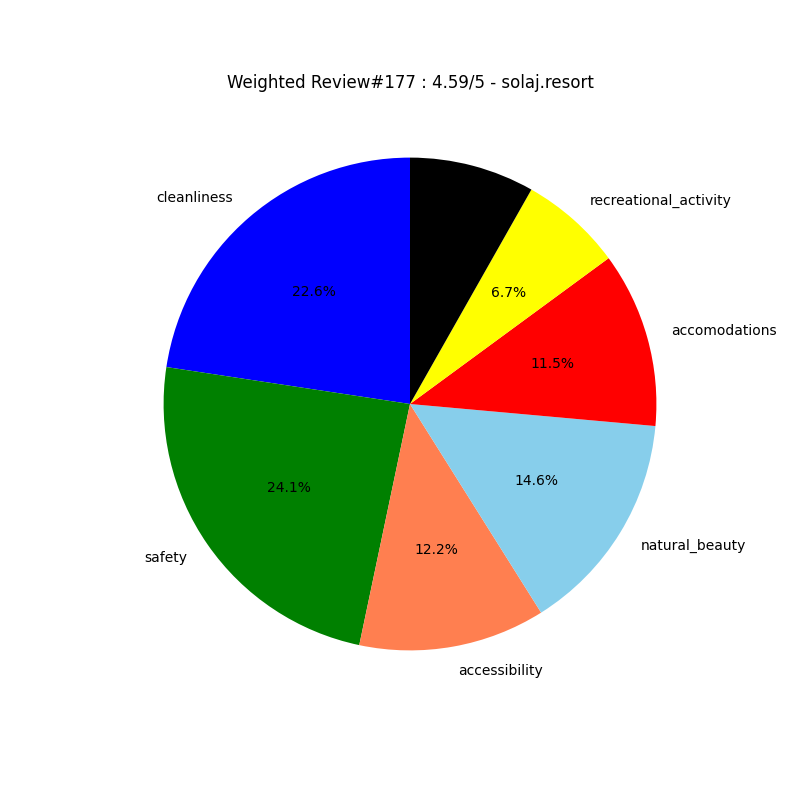 Weighted Review#177 : 4.59/5 - solaj.resort
cleanliness
recreational_activity
22.6%
6.7%
accomodations
11.5%
24.1%
14.6%
12.2%
safety
natural_beauty
accessibility